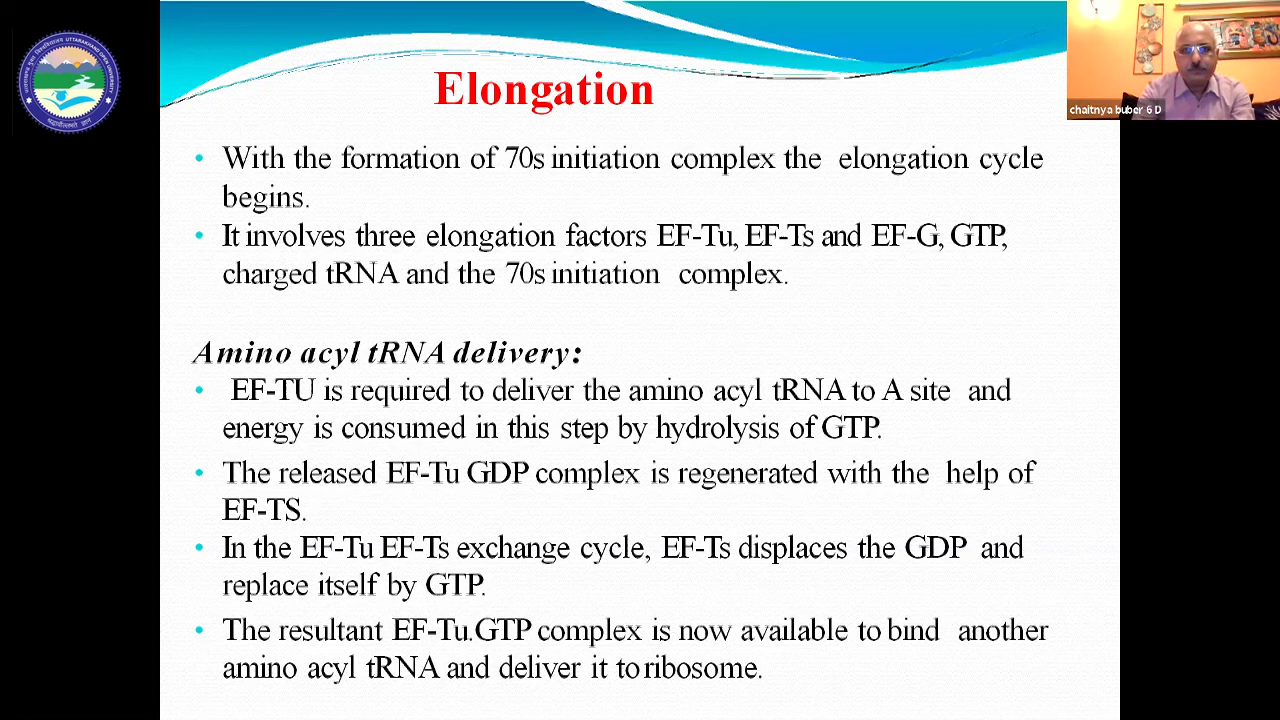 Elongation
chaitnya buber 6 D
• With the formation of 70s initiation complex the elongation cycle
begins.
• It involves three elongation factors EF-Tu, EF-Ts and EF-G, GTP,
charged tRNA and the 70s initiation complex.
Amino acyl tRNA delivery:
• EF-TU is required to deliver the amino acyl tRNA to A site and
energy is consumed in this step by hydrolysis of GTP.
• The released EF-Tu GDP complex is regenerated with the help of
EF-TS.
• In the EF-Tu EF-Ts exchange cycle, EF-Ts displaces the GDP and
replace itself by GTP.
• The resultant EF-Tu.GTP complex is now available to bind another
amino acyl tRNA and deliver it to ribosome.